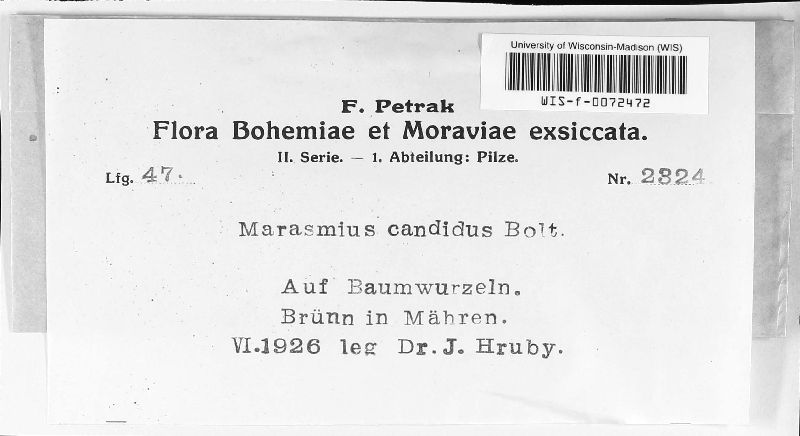 University of Wisconsin-Madison (WIS)
WIS-f-0072472
F. Petrak
Flora Bohemiae et Moraviae exsiccata.
II. Serie. — 1. Abteilung: Pilze.
Lfg. 47. Nr. 2324
Marasmius candidus Bolt.
Auf Baumwurzeln.
Brünn in Mähren.
VI.1926 leg Dr. J. Hruby.